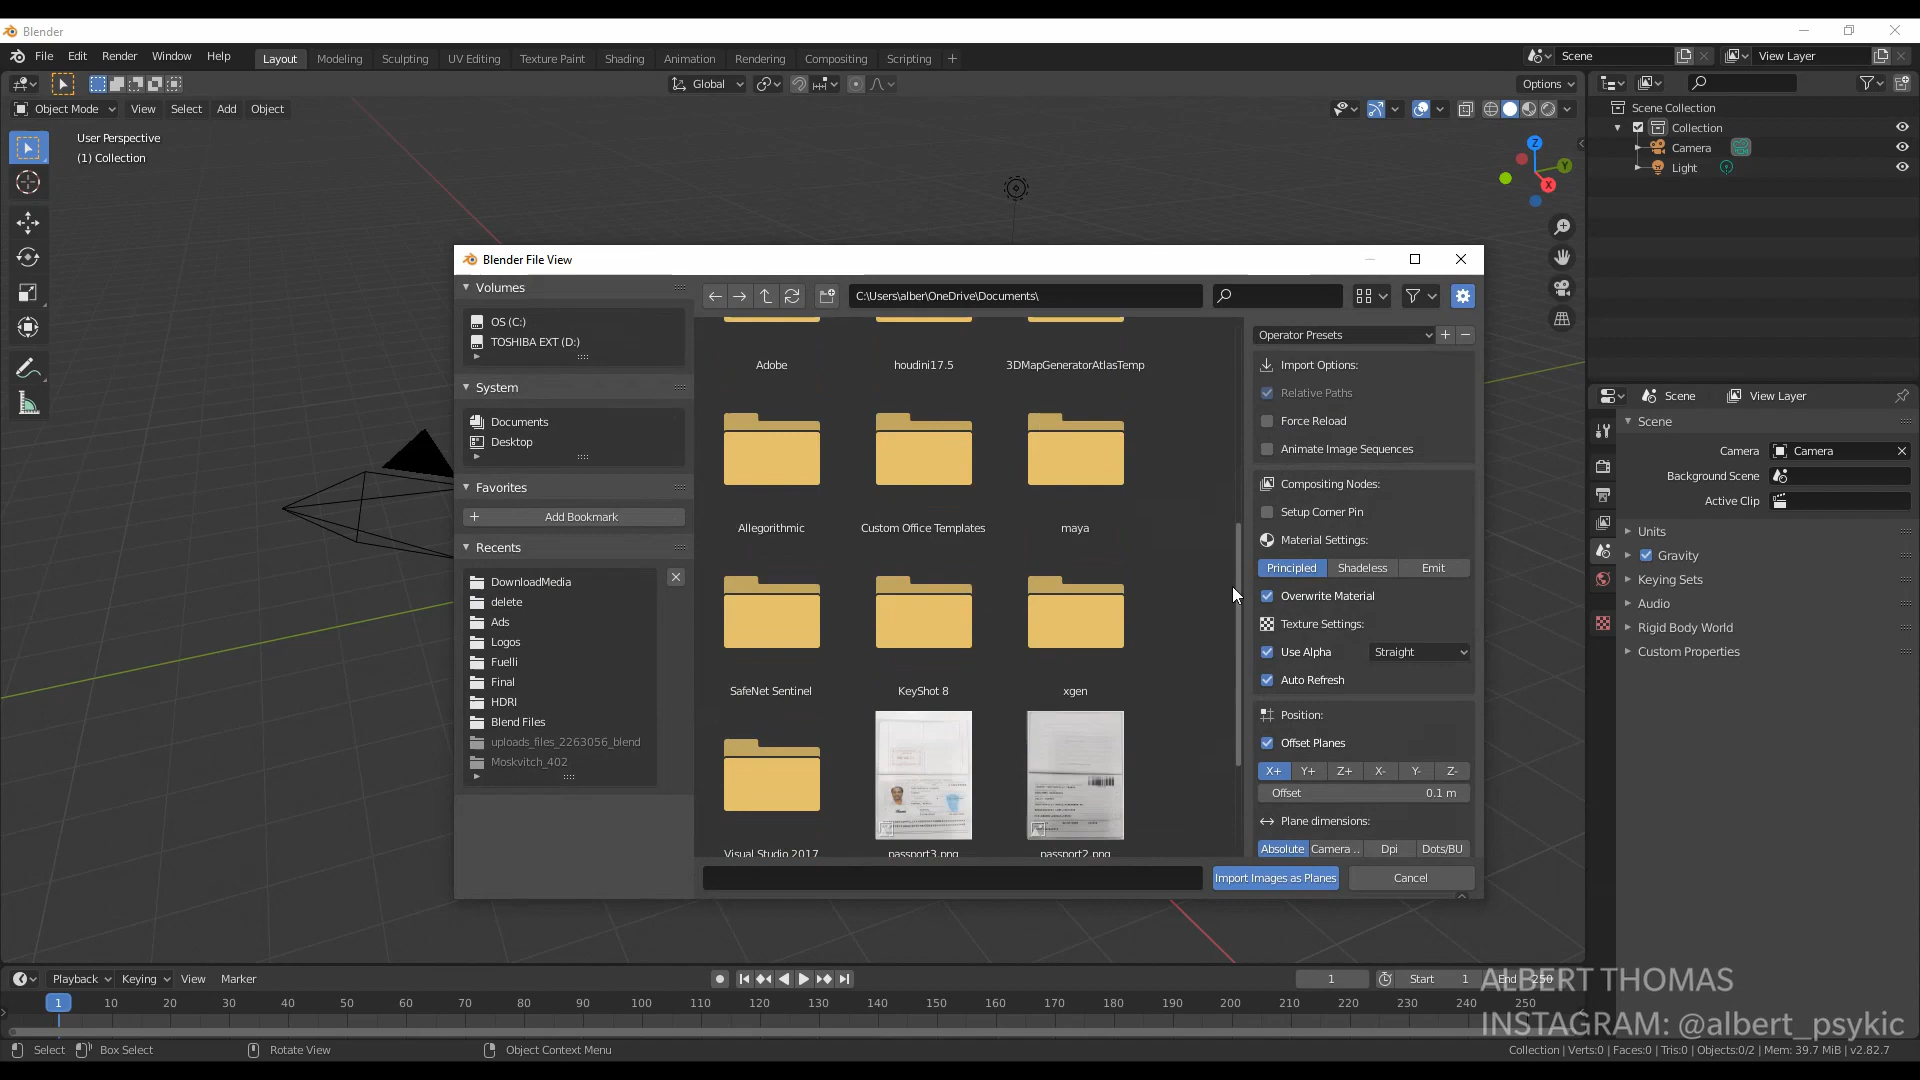 Blender
File Edit Render Window Help Layout Modeling Sculpting UV Editing Texture Paint Shading Animation Rendering Compositing Scripting + Scene View Layer
Global Options
Object Mode View Select Add Object
User Perspective
(1) Collection
Z
Y
X
Scene Collection
Collection
Camera
Light
Blender File View
Volumes
OS (C:)
TOSHIBA EXT (D:)
System
Documents
Desktop
Favorites
+ Add Bookmark
Recents
DownloadMedia
delete
Ads
Logos
Fuelli
Final
HDRI
Blend Files
uploads_files_2263056_blend
Moskvitch_402
C:\Users\alber\OneDrive\Documents\
Adobe houdini17.5 3DMapGeneratorAtlasTemp
Allegorithmic Custom Office Templates maya
SafeNet Sentinel KeyShot 8 xgen
Visual Studio 2017 passport3.png passport2.png
Operator Presets
Import Options:
Relative Paths
Force Reload
Animate Image Sequences
Compositing Nodes:
Setup Corner Pin
Material Settings:
Principled Shadeless Emit
Overwrite Material
Texture Settings:
Use Alpha Straight
Auto Refresh
Position:
Offset Planes
X+ Y+ Z+ X- Y- Z-
Offset 0.1 m
Plane dimensions:
Absolute Camera .. Dpi Dots/BU
Import Images as Planes Cancel
Scene View Layer
Scene
Camera Camera
Background Scene
Active Clip
Units
Gravity
Keying Sets
Audio
Rigid Body World
Custom Properties
Playback Keying View Marker 1 Start 1 End 250
1 10 20 30 40 50 60 70 80 90 100 110 120 130 140 150 160 170 180 190 200 210 220 230 240 250
ALBERT THOMAS
INSTAGRAM: @albert_psykic
Select Box Select Rotate View Object Context Menu Collection | Verts:0 | Faces:0 | Tris:0 | Objects:0/2 | Mem: 39.7 MiB | v2.82.7